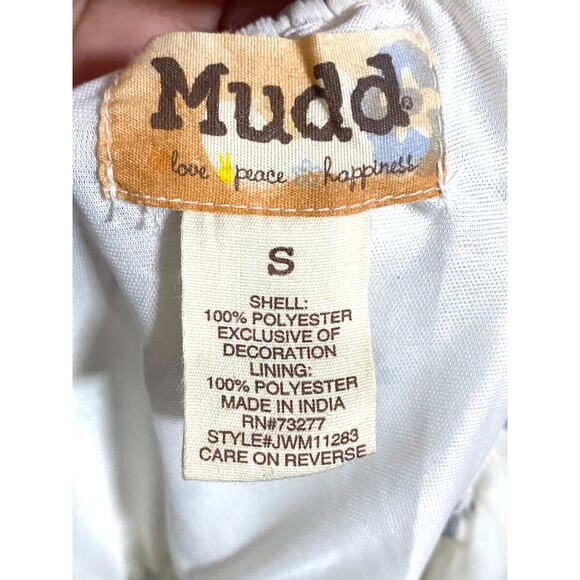 Mudd®
love peace happiness
S
SHELL:
100% POLYESTER
EXCLUSIVE OF
DECORATION
LINING:
100% POLYESTER
MADE IN INDIA
RN#73277
STYLE#JWM11283
CARE ON REVERSE